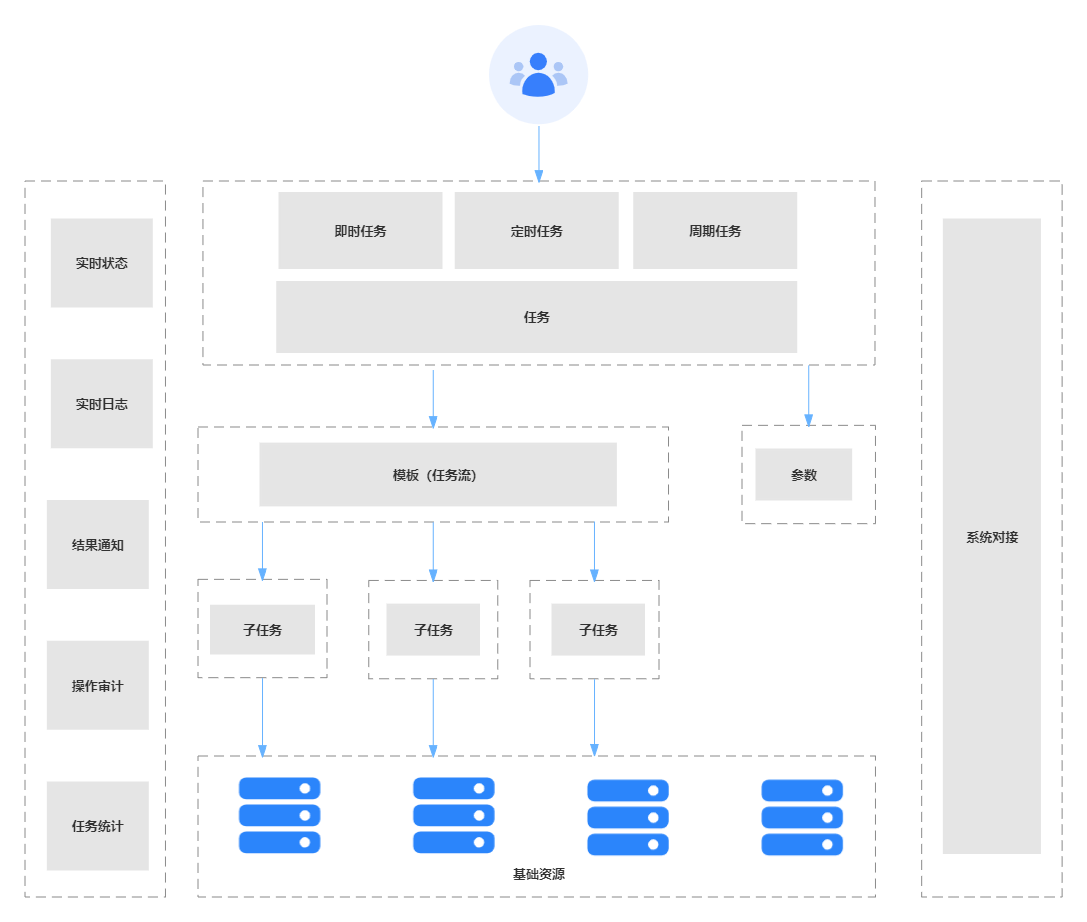 实时状态
实时日志
结果通知
操作审计
任务统计
即时任务
定时任务
周期任务
任务
模板（任务流）
参数
子任务
子任务
子任务
基础资源
系统对接